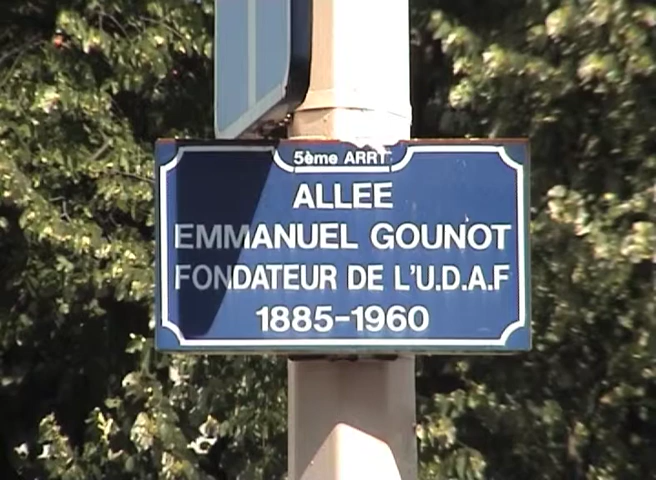 5ème ARRT
ALLEE
EMMANUEL GOUNOT
FONDATEUR DE L'U.D.A.F
1885-1960